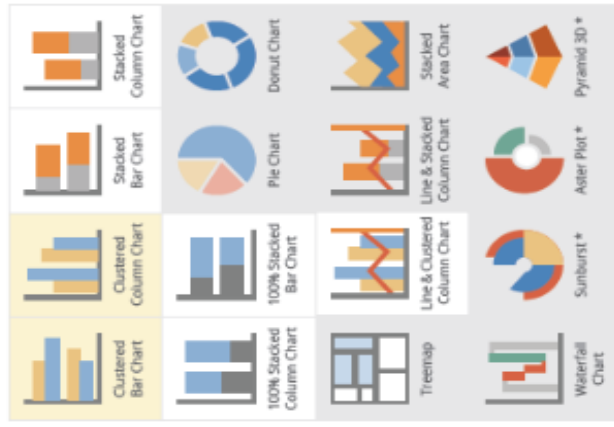 Clustered
Bar Chart
Clustered
Column Chart
Stacked
Bar Chart
Stacked
Column Chart
100% Stacked
Column Chart
100% Stacked
Bar Chart
Pie Chart
Donut Chart
Treemap
Line & Clustered
Column Chart
Line & Stacked
Column Chart
Stacked
Area Chart
Waterfall
Chart
Sunburst *
Aster Plot *
Pyramid 3D *